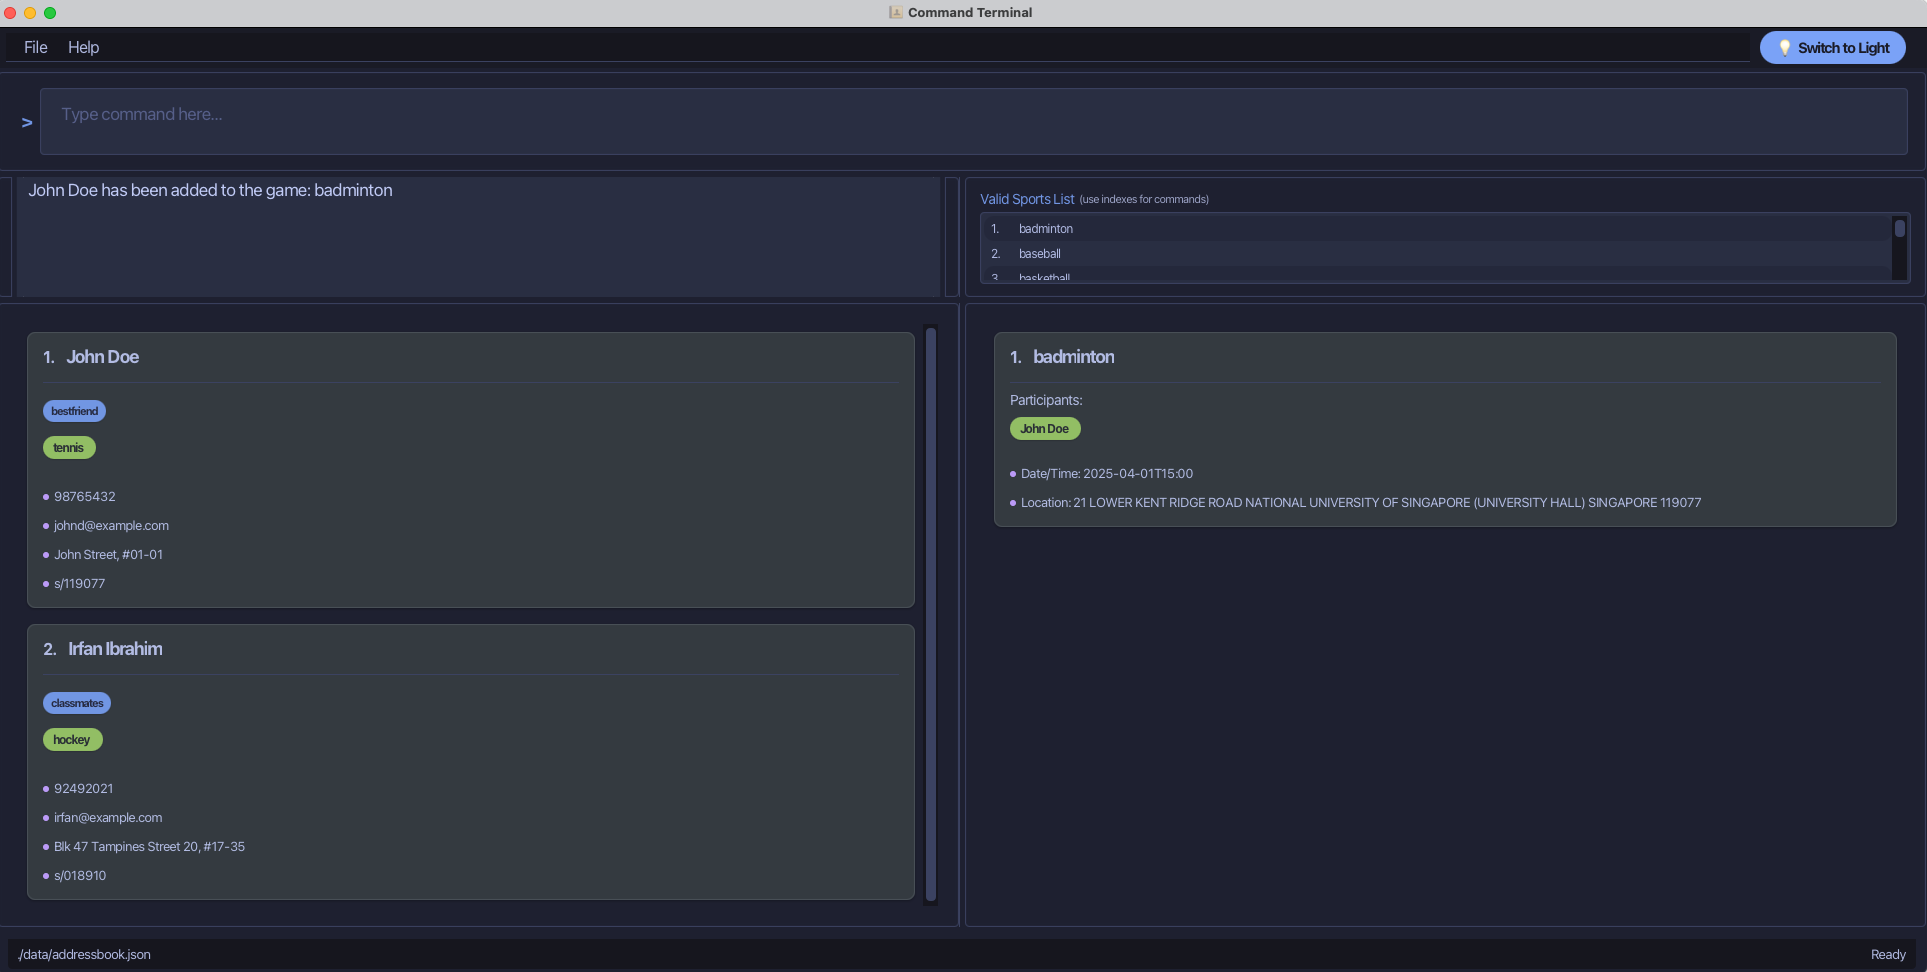 Command Terminal
File Help
Switch to Light
> Type command here...
John Doe has been added to the game: badminton
Valid Sports List (use indexes for commands)
1. badminton
2. baseball
3. basketball
1. John Doe
bestfriend
tennis
98765432
johnd@example.com
John Street, #01-01
s/119077
2. Irfan Ibrahim
classmates
hockey
92492021
irfan@example.com
Blk 47 Tampines Street 20, #17-35
s/018910
1. badminton
Participants:
John Doe
Date/Time: 2025-04-01T15:00
Location: 21 LOWER KENT RIDGE ROAD NATIONAL UNIVERSITY OF SINGAPORE (UNIVERSITY HALL) SINGAPORE 119077
./data/addressbook.json
Ready